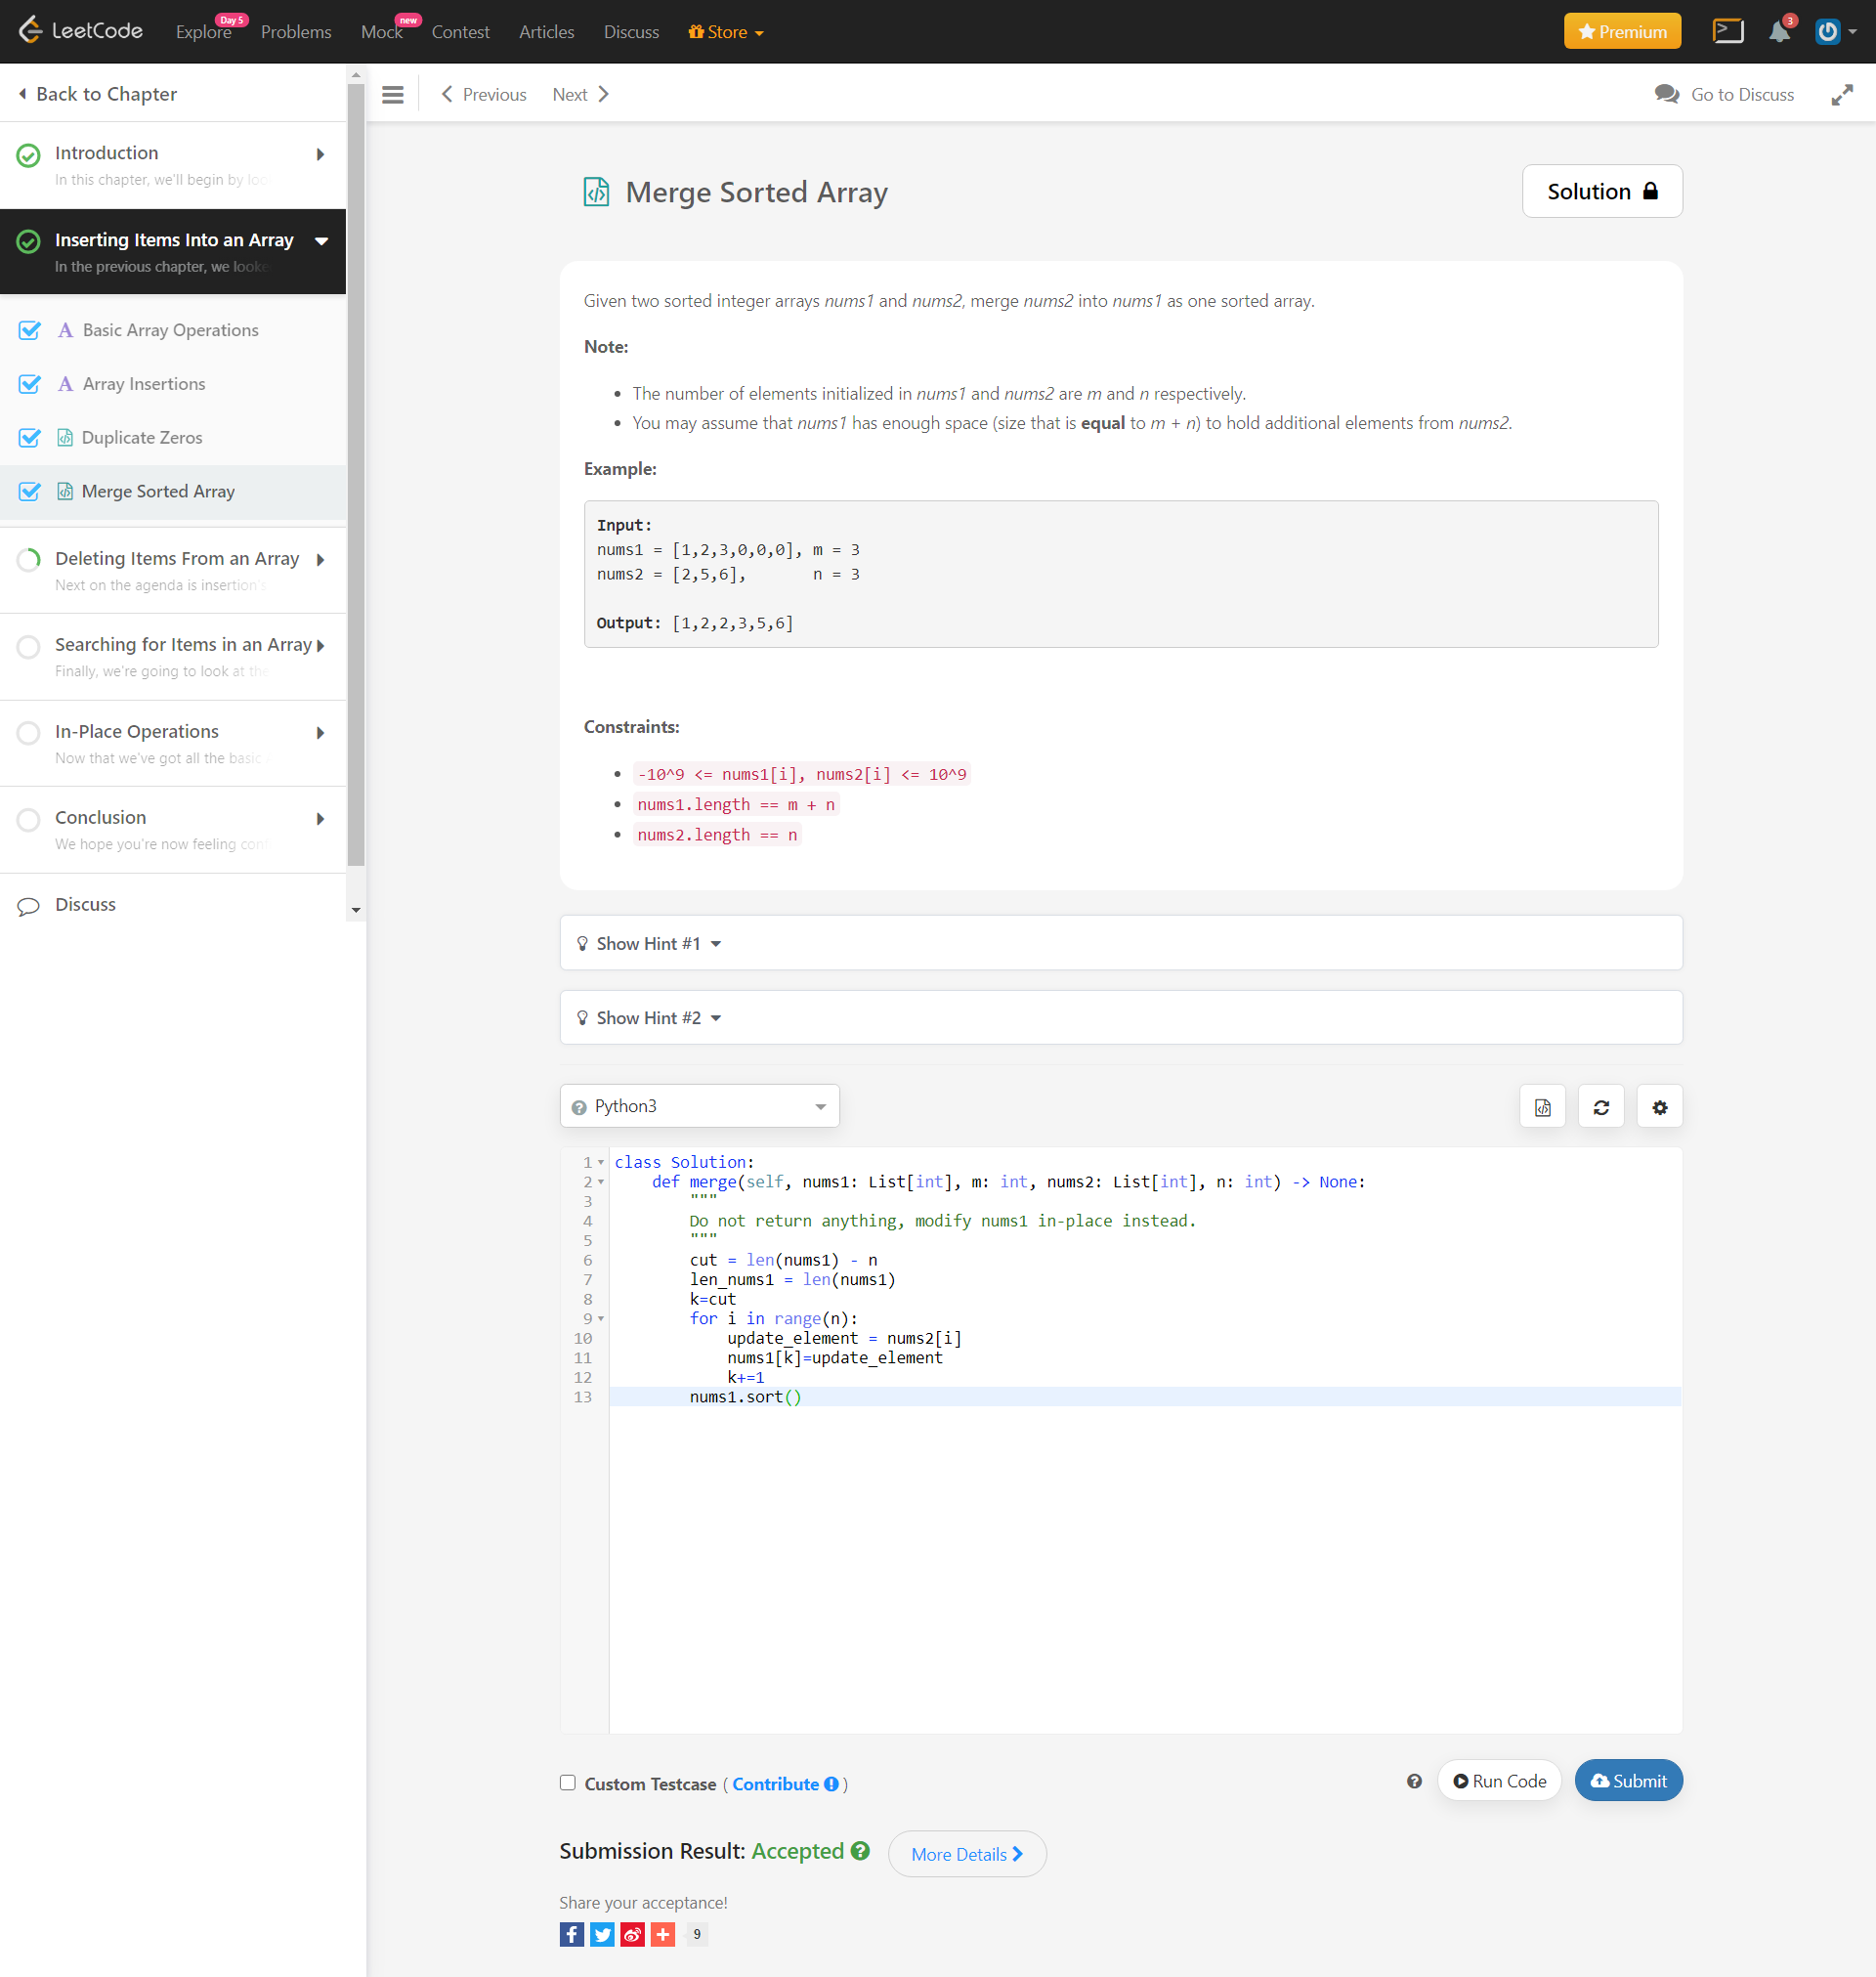 LeetCode Explore Day 5 Problems Mock new Contest Articles Discuss Store Premium 3
Back to Chapter
Previous Next Go to Discuss
Introduction
In this chapter, we'll begin by loo
Inserting Items Into an Array
In the previous chapter, we looke
A Basic Array Operations
A Array Insertions
Duplicate Zeros
Merge Sorted Array
Deleting Items From an Array
Next on the agenda is insertion's
Searching for Items in an Array
Finally, we're going to look at the
In-Place Operations
Now that we've got all the basic
Conclusion
We hope you're now feeling conf
Discuss
Merge Sorted Array
Solution
Given two sorted integer arrays nums1 and nums2, merge nums2 into nums1 as one sorted array.
Note:
• The number of elements initialized in nums1 and nums2 are m and n respectively.
• You may assume that nums1 has enough space (size that is equal to m + n) to hold additional elements from nums2.
Example:
Input:
nums1 = [1,2,3,0,0,0], m = 3
nums2 = [2,5,6],       n = 3
Output: [1,2,2,3,5,6]
Constraints:
• -10^9 <= nums1[i], nums2[i] <= 10^9
• nums1.length == m + n
• nums2.length == n
Show Hint #1
Show Hint #2
Python3
1 class Solution:
2     def merge(self, nums1: List[int], m: int, nums2: List[int], n: int) -> None:
3         """
4         Do not return anything, modify nums1 in-place instead.
5         """
6         cut = len(nums1) - n
7         len_nums1 = len(nums1)
8         k=cut
9         for i in range(n):
10             update_element = nums2[i]
11             nums1[k]=update_element
12             k+=1
13         nums1.sort()
Custom Testcase ( Contribute )
Run Code Submit
Submission Result: Accepted More Details
Share your acceptance!
9